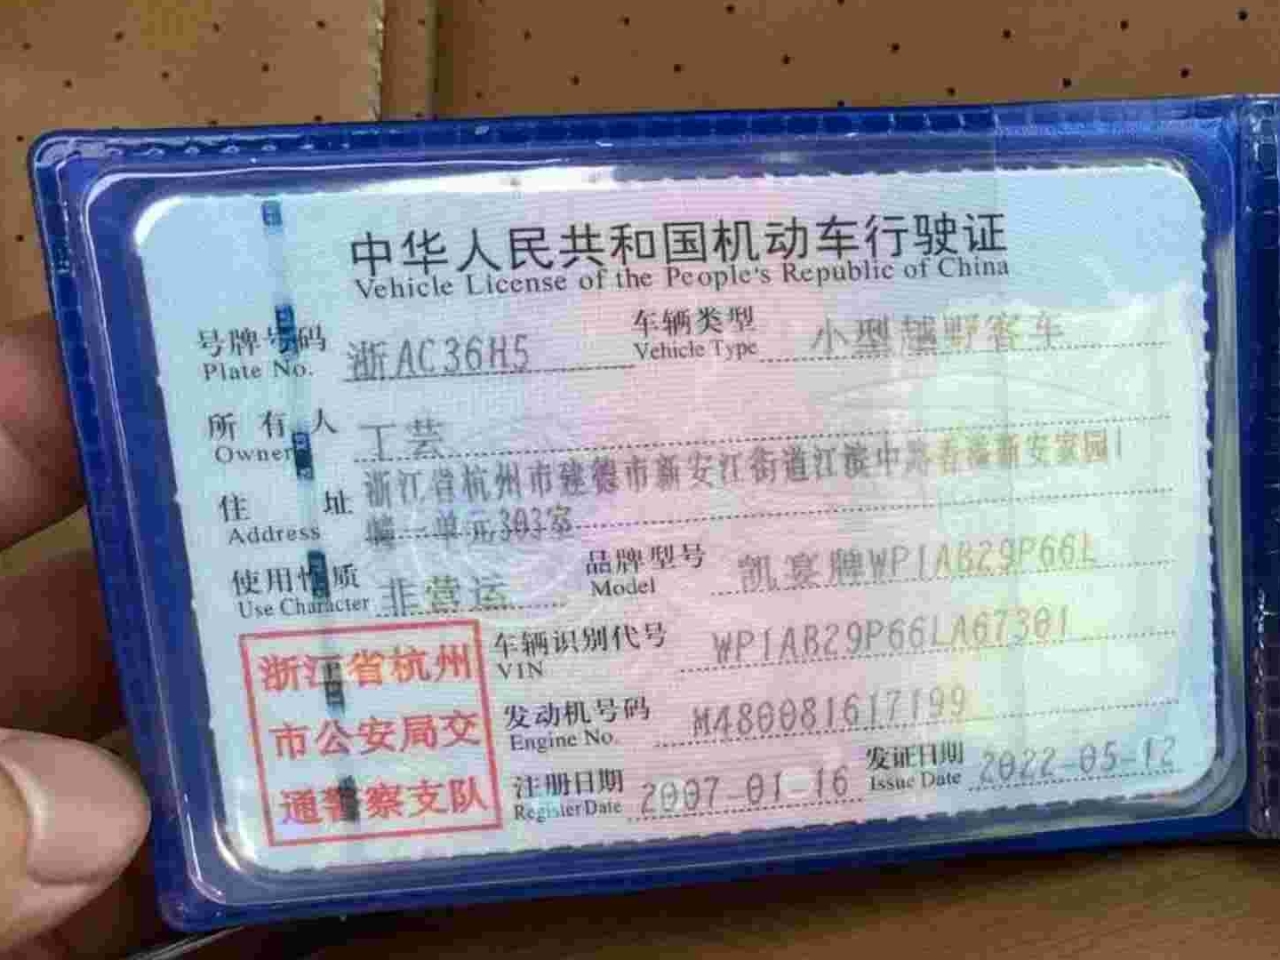 中华人民共和国机动车行驶证
Vehicle License of the People's Republic of China
号牌号码 浙AC36H5 车辆类型 小型越野客车
Plate No. Vehicle Type
所有人
Owner 丁芸
浙江省杭州市建德市新安江街道江滨中路香港新安家园1
住址
Address 幢一单元303室
使用性质 非营运 品牌型号 凯宴牌WP1AB29P66L
Use Character Model
车辆识别代号 WP1AB29P66LA67301
VIN
发动机号码 M480081617199
Engine No.
注册日期 2007-01-16 发证日期 2022-05-12
Register Date Issue Date
浙江省杭州
市公安局交
通警察支队